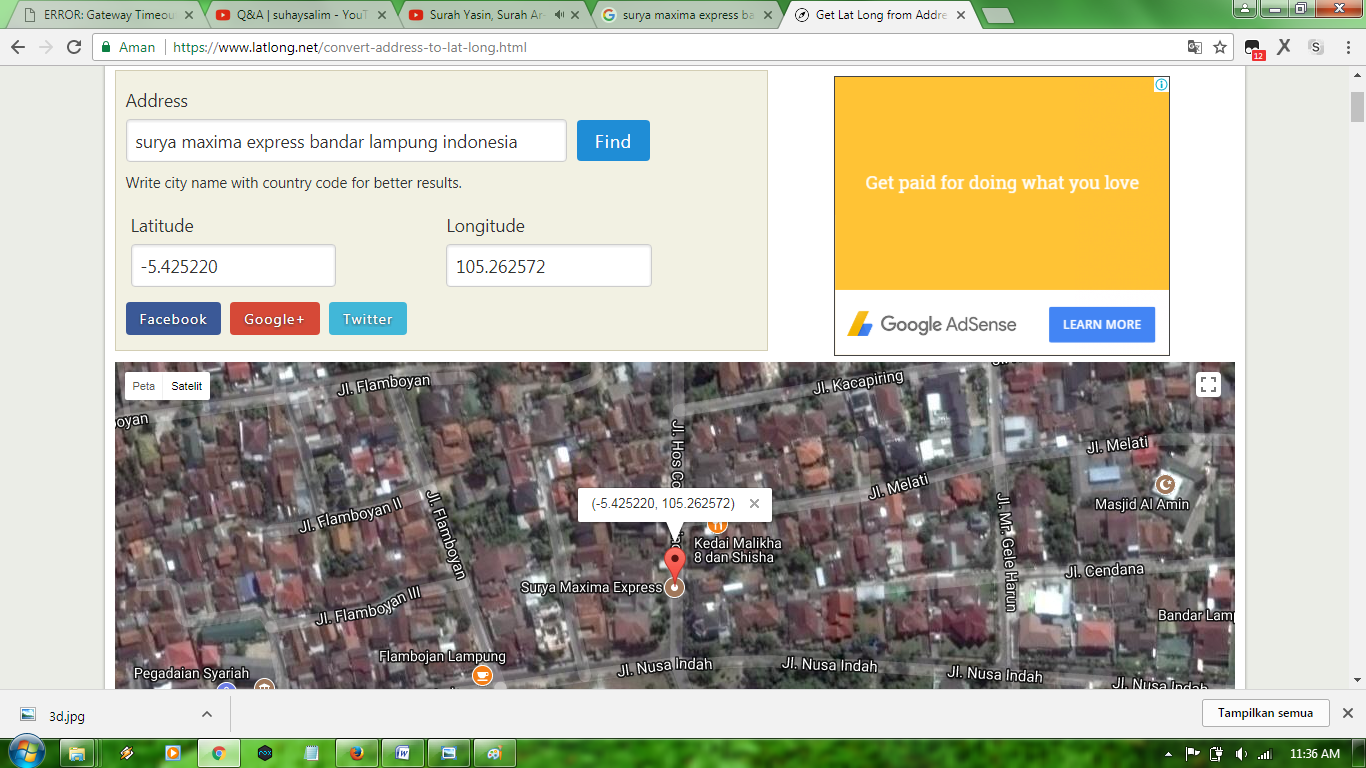 ERROR: Gateway Timeou
Q&A | suhaysalim - YouT
Surah Yasin, Surah Ar-
surya maxima express ba
Get Lat Long from Addre
Aman
https://www.latlong.net/convert-address-to-lat-long.html
12
X
S
Address
surya maxima express bandar lampung indonesia
Find
Write city name with country code for better results.
Latitude
Longitude
-5.425220
105.262572
Facebook
Google+
Twitter
Get paid for doing what you love
Google AdSense
LEARN MORE
Peta
Satelit
Jl. Flamboyan
Jl. Kacapiring
boyan
Jl. Hos Co
Jl. Melati
Jl. Melati
Masjid Al Amin
(-5.425220, 105.262572)
Jl. Flamboyan II
Jl. Flamboyan
Jl. Mr. Gele Harun
Kedai Malikha
8 dan Shisha
Surya Maxima Express
Jl. Cendana
Jl. Flamboyan III
Bandar Lam
Flambojan Lampung
Jl. Nusa Indah
Jl. Nusa Indah
Jl. Nusa Indah
Jl. Nusa Indah
Pegadaian Syariah
3d.jpg
Tampilkan semua
nox
11:36 AM